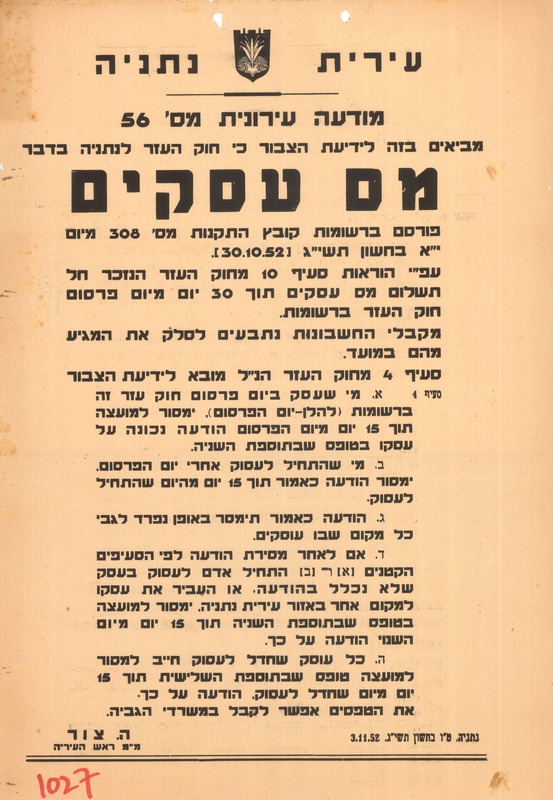 עירית נתניה
מודעה עירונית מס' 56
מביאים בזה לידיעת הצבור כי חוק העזר לנתניה בדבר
מס עסקים
פורסם ברשומות קובץ התקנות מס' 308 מיום
י"א בחשון תשי"ג [30.10.52].
עפ"י הוראות סעיף 10 מחוק העזר הנזכר חל
תשלום מס עסקים תוך 30 יום מיום פרסום
חוק העזר ברשומות.
מקבלי החשבונות נתבעים לסלק את המגיע
מהם במועד.
סעיף 4 מחוק העזר הנ"ל מובא לידיעת הצבור
סעיף 4 א. מי שעסק ביום פרסום חוק עזר זה
ברשומות (להלן-יום הפרסום), ימסור למועצה
תוך 15 יום מיום הפרסום הודעה נכונה על
עסקו בטופס שבתוספת השניה.
ב. מי שהתחיל לעסוק אחרי יום הפרסום,
ימסור הודעה כאמור תוך 15 יום מהיום שהתחיל
לעסוק.
ג. הודעה כאמור תימסר באופן נפרד לגבי
כל מקום שבו עוסקים.
ד. אם לאחר מסירת הודעה לפי הסעיפים
הקטנים [א] ו־ [ב] התחיל אדם לעסוק בעסק
שלא נכלל בהודעה, או העביר את עסקו
למקום אחר באזור עירית נתניה, ימסור למועצה
בטופס שבתוספת השניה תוך 15 יום מיום
השנוי הודעה על כך.
ה. כל עוסק שחדל לעסוק חייב למסור
למועצה טופס שבתוספת השלישית תוך 15
יום מיום שחדל לעסוק, הודעה על כך.
את הטפסים אפשר לקבל במשרדי הגביה.
נתניה, ט"ו בחשון תשי"ג. 3.11.52
ה. צור
מ"מ ראש העיריה
1027